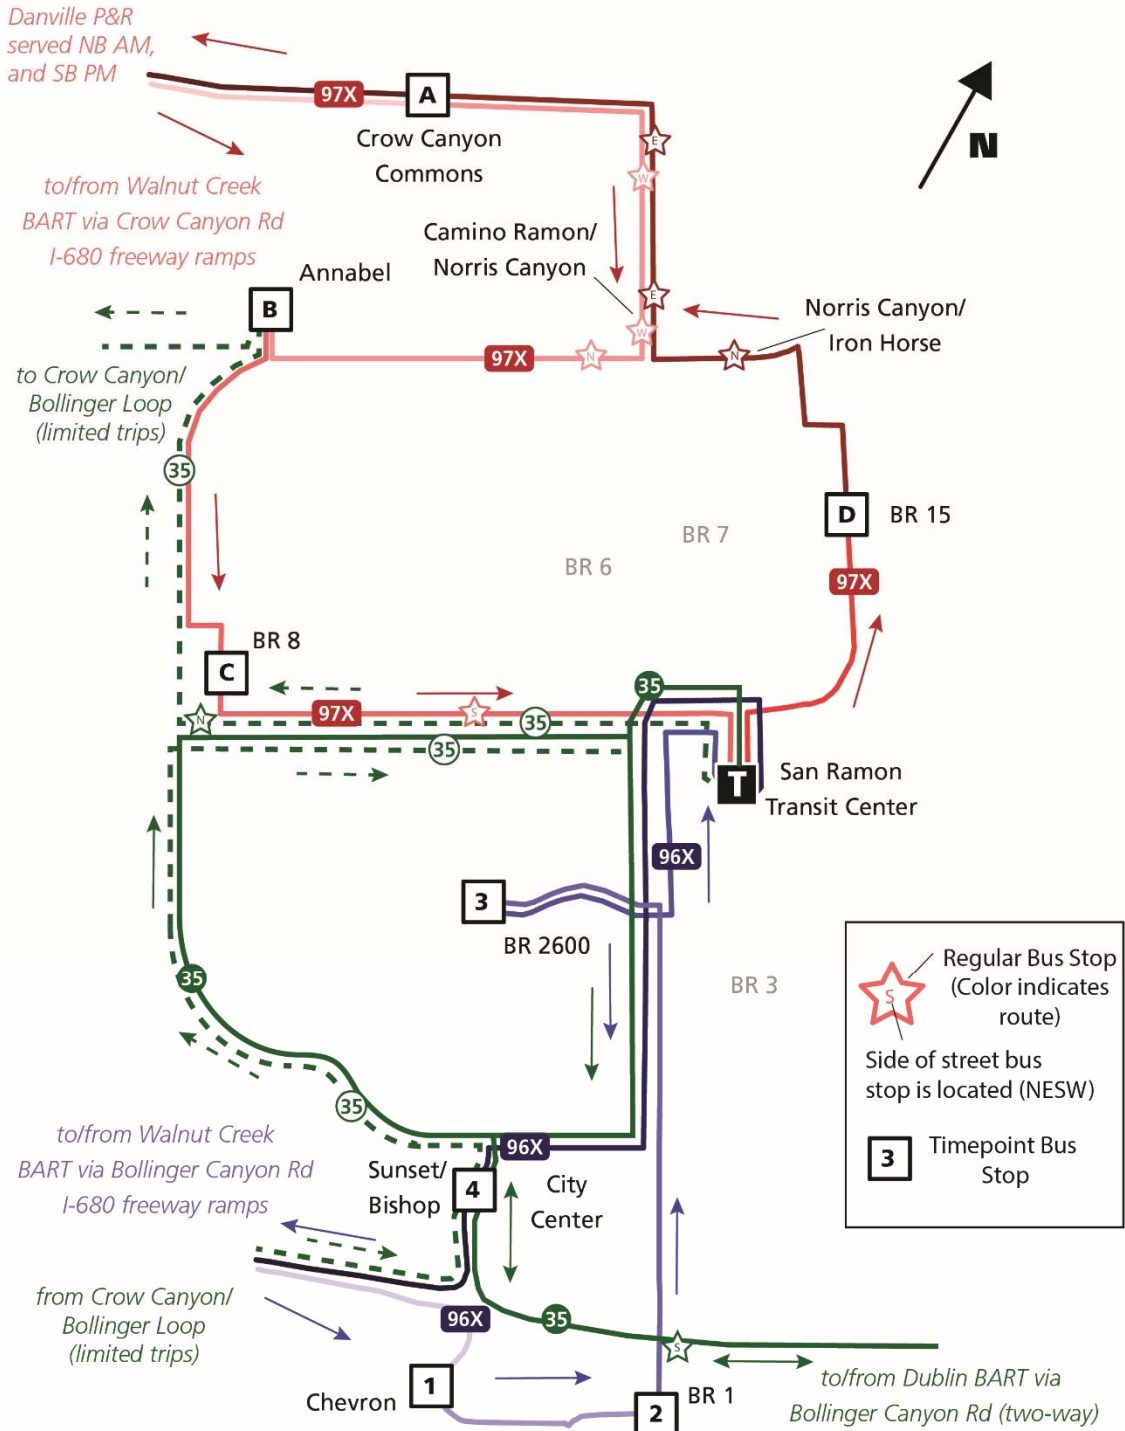 Danville P&R
served NB AM,
and SB PM
97X
A
Crow Canyon
Commons
E
W
N
to/from Walnut Creek
BART via Crow Canyon Rd
I-680 freeway ramps
Camino Ramon/
Norris Canyon
Annabel
B
E
W
Norris Canyon/
Iron Horse
97X
N
N
to Crow Canyon/
Bollinger Loop
(limited trips)
35
D
BR 15
BR 7
BR 6
97X
BR 8
C
35
97X
S
35
N
35
T
San Ramon
Transit Center
96X
3
BR 2600
BR 3
35
Regular Bus Stop
(Color indicates
route)
S
Side of street bus
stop is located (NESW)
3
Timepoint Bus
Stop
35
to/from Walnut Creek
BART via Bollinger Canyon Rd
I-680 freeway ramps
96X
Sunset/
Bishop
4
City
Center
from Crow Canyon/
Bollinger Loop
(limited trips)
96X
35
S
1
Chevron
2
BR 1
to/from Dublin BART via
Bollinger Canyon Rd (two-way)